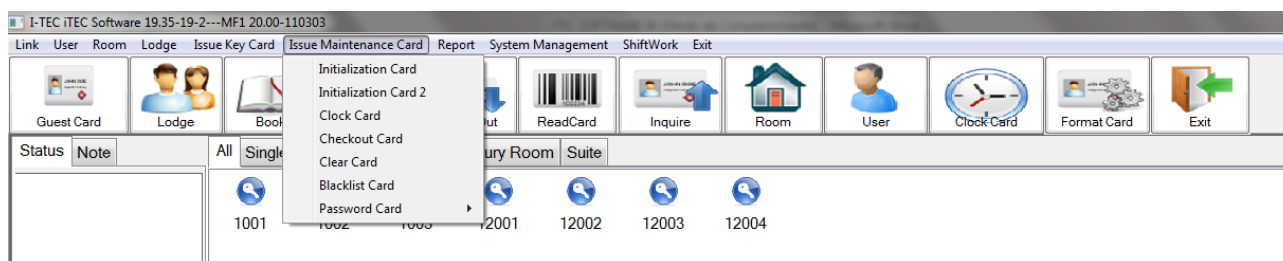 I-TEC iTEC Software 19.35-19-2---MF1 20.00-110303
Link User Room Lodge Issue Key Card Issue Maintenance Card Report System Management ShiftWork Exit
Initialization Card
Initialization Card 2
Clock Card
Checkout Card
Clear Card
Blacklist Card
Password Card
Guest Card Lodge ReadCard Inquire Room User Clock Card Format Card Exit
Status Note All Suite
1001 1002 1003 12001 12002 12003 12004